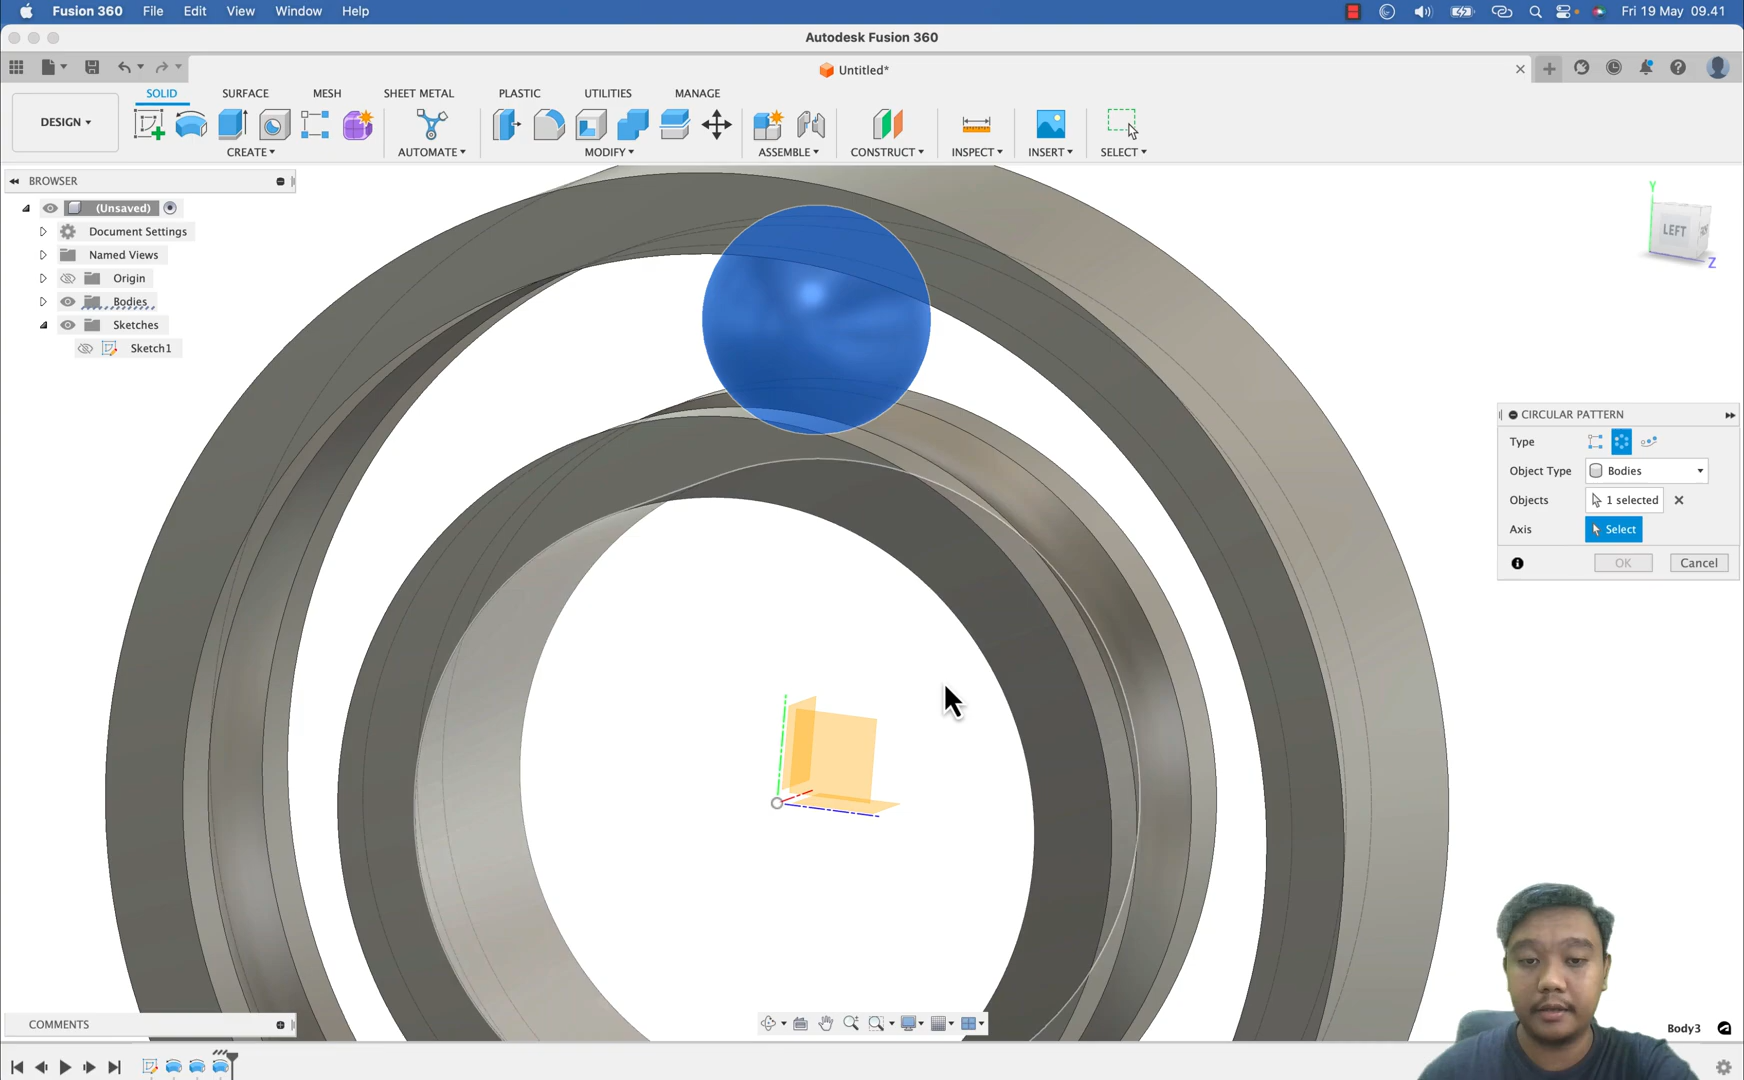 Fusion 360 File Edit View Window Help Fri 19 May 09.41
Autodesk Fusion 360
Untitled*
SOLID SURFACE MESH SHEET METAL PLASTIC UTILITIES MANAGE
DESIGN
CREATE AUTOMATE MODIFY ASSEMBLE CONSTRUCT INSPECT INSERT SELECT
BROWSER
(Unsaved)
Document Settings
Named Views
Origin
Bodies
Sketches
Sketch1
Y
LEFT
Z
CIRCULAR PATTERN
Type
Object Type Bodies
Objects 1 selected
Axis Select
OK Cancel
COMMENTS
Body3